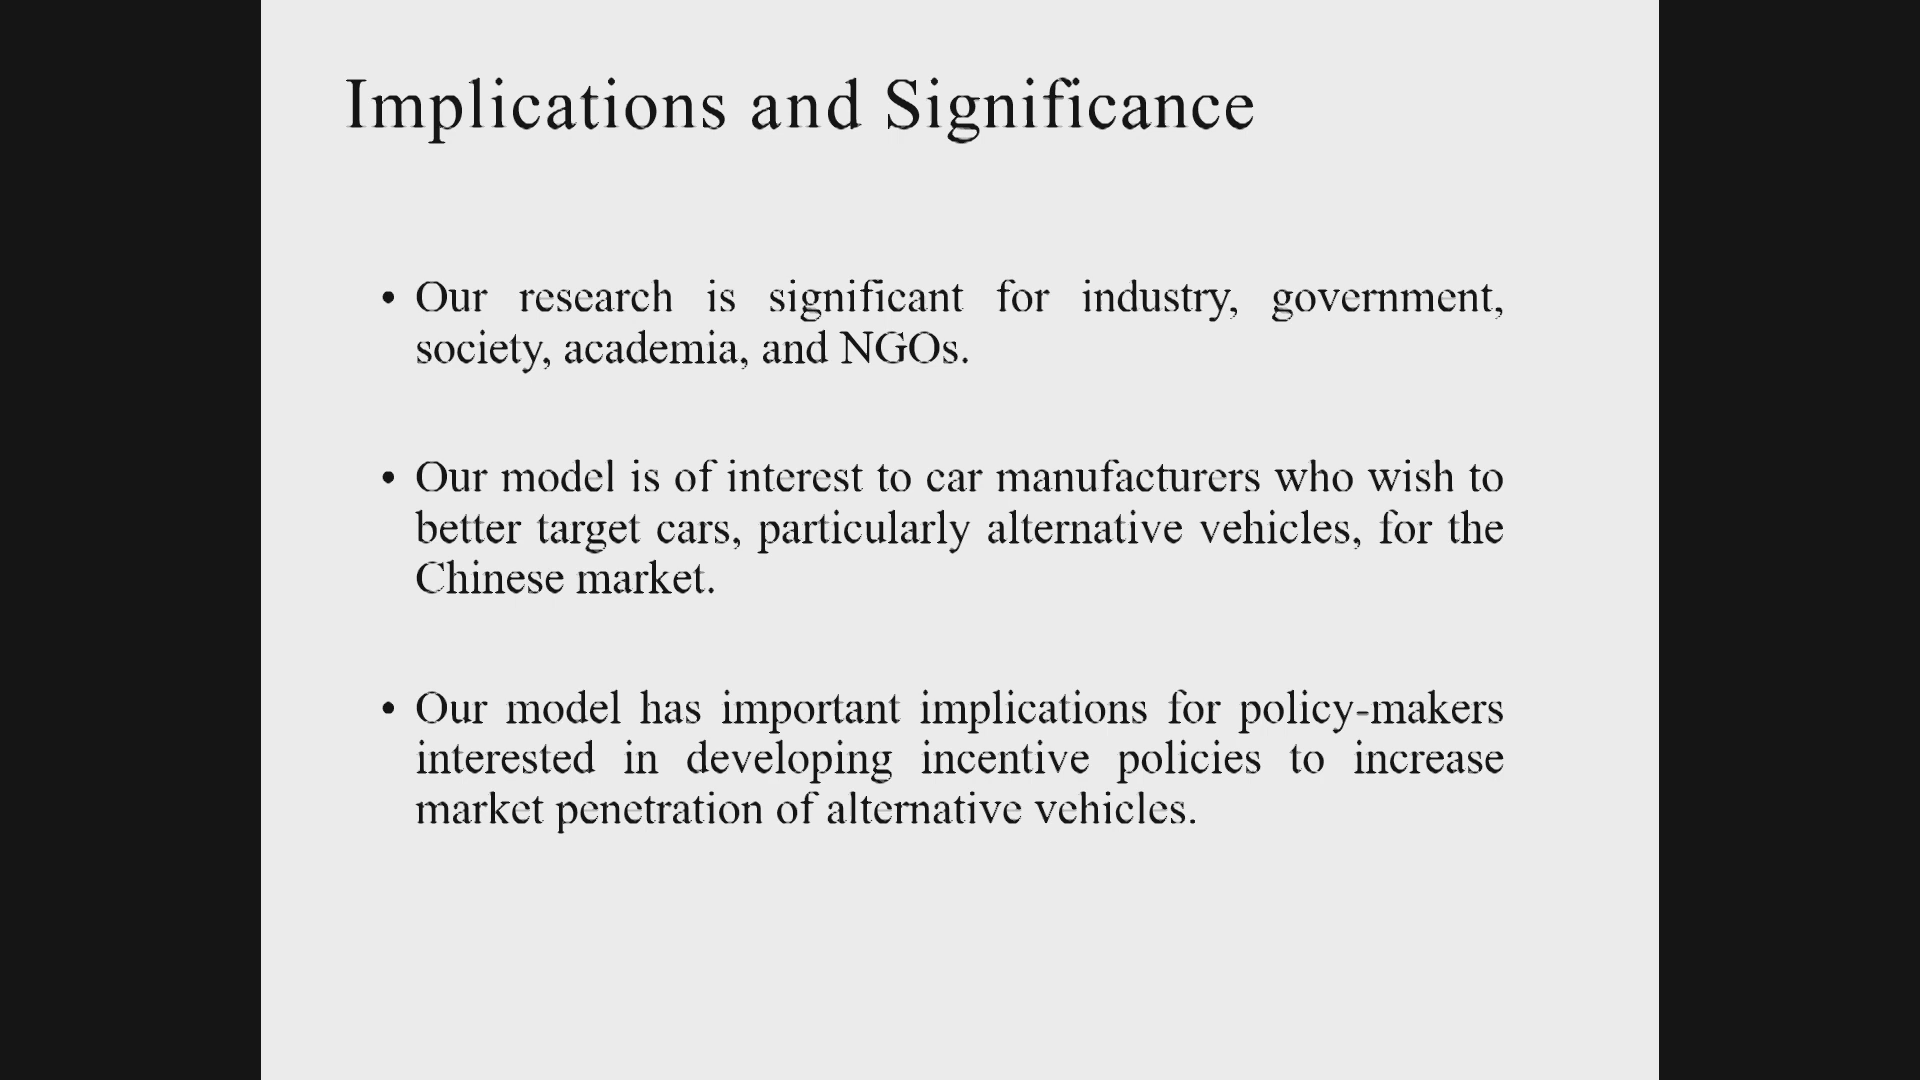 Implications and Significance
• Our research is significant for industry, government,
society, academia, and NGOs.
• Our model is of interest to car manufacturers who wish to
better target cars, particularly alternative vehicles, for the
Chinese market.
• Our model has important implications for policy-makers
interested in developing incentive policies to increase
market penetration of alternative vehicles.